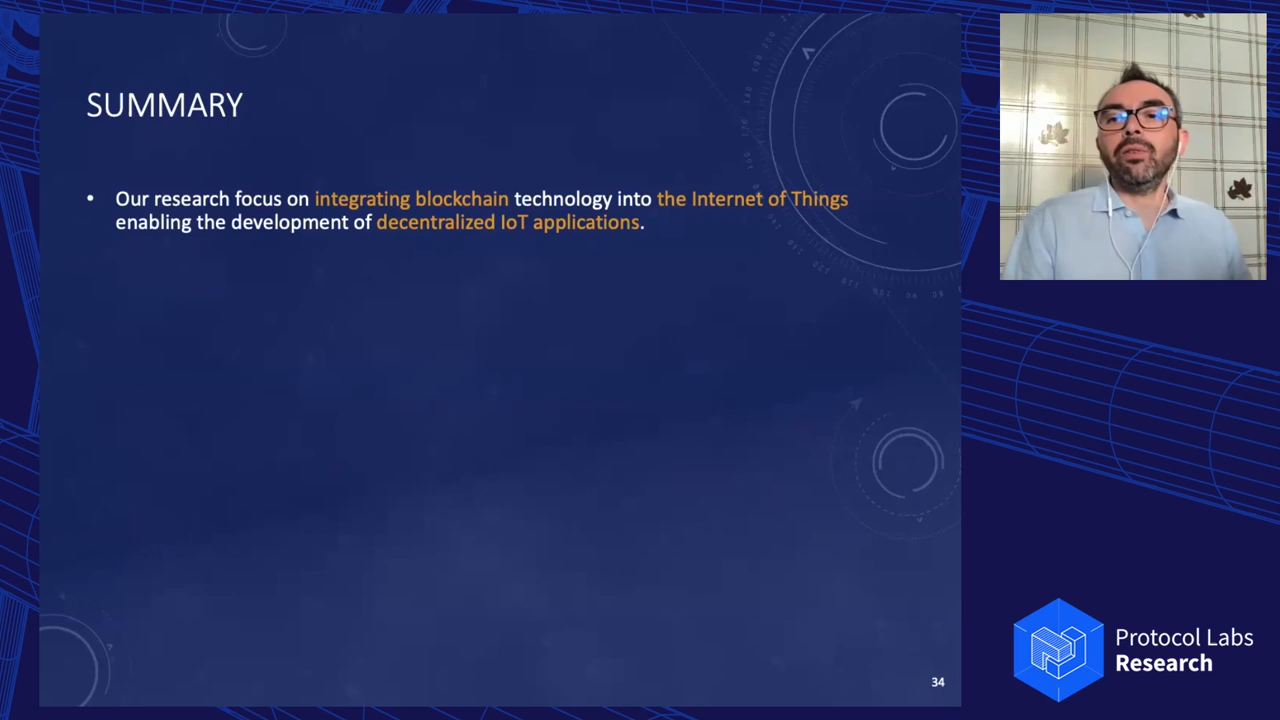 SUMMARY
• Our research focus on integrating blockchain technology into the Internet of Things
enabling the development of decentralized IoT applications.
34
Protocol Labs
Research